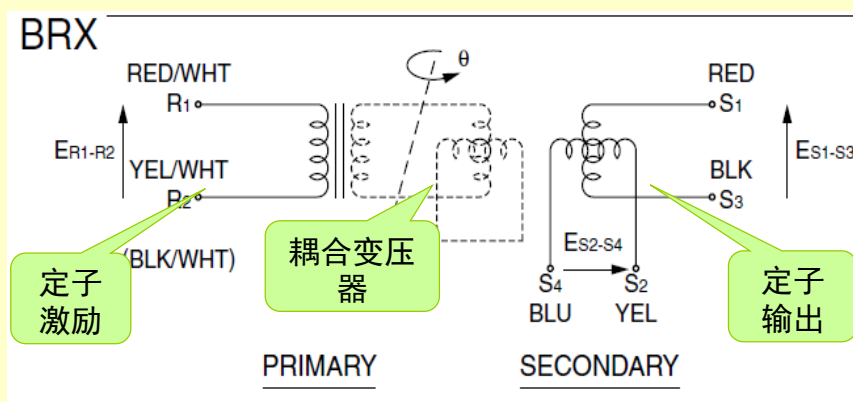 BRX
RED/WHT
R1
ER1-R2
YEL/WHT
R2
(BLK/WHT)
θ
RED
S1
ES1-S3
BLK
S3
ES2-S4
S4
S2
BLU
YEL
定子
激励
耦合变压
器
定子
输出
PRIMARY
SECONDARY